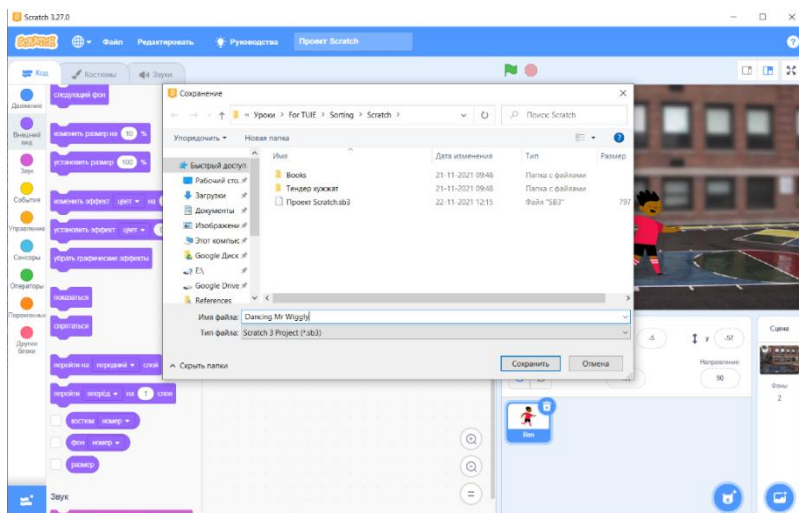 Scratch 3.27.0
SCRATCH
Файл
Редактировать
Руководства
Проект Scratch
Код
Костюмы
Звуки
Движение
Внешний вид
Звук
События
Управление
Сенсоры
Операторы
Переменные
Другие блоки
следующий фон
изменить размер на 10 %
установить размер 100 %
изменить эффект цвет на
установить эффект цвет
убрать графические эффекты
показаться
спрятаться
перейти на передний слой
перейти вперёд на 1 слоя
костюм номер
фон номер
размер
Звук
Сохранение
« Уроки > For TUIE > Sorting > Scratch >
Поиск: Scratch
Упорядочить
Новая папка
Имя Дата изменения Тип Размер
Books 21-11-2021 09:48 Папка с файлами
Тендер хужжат 21-11-2021 09:48 Папка с файлами
Проект Scratch.sb3 22-11-2021 12:15 Файл "SB3" 797
Быстрый доступ
Рабочий сто.
Загрузки
Документы
Изображени
Этот компьк
Google Диск
E\
Google Drive
References
Имя файла: Dancing Mr Wiggly
Тип файла: Scratch 3 Project (*.sb3)
Скрыть папки
Сохранить
Отмена
-5
y
-57
Направление
90
Ben
Сцена
Фоны
2